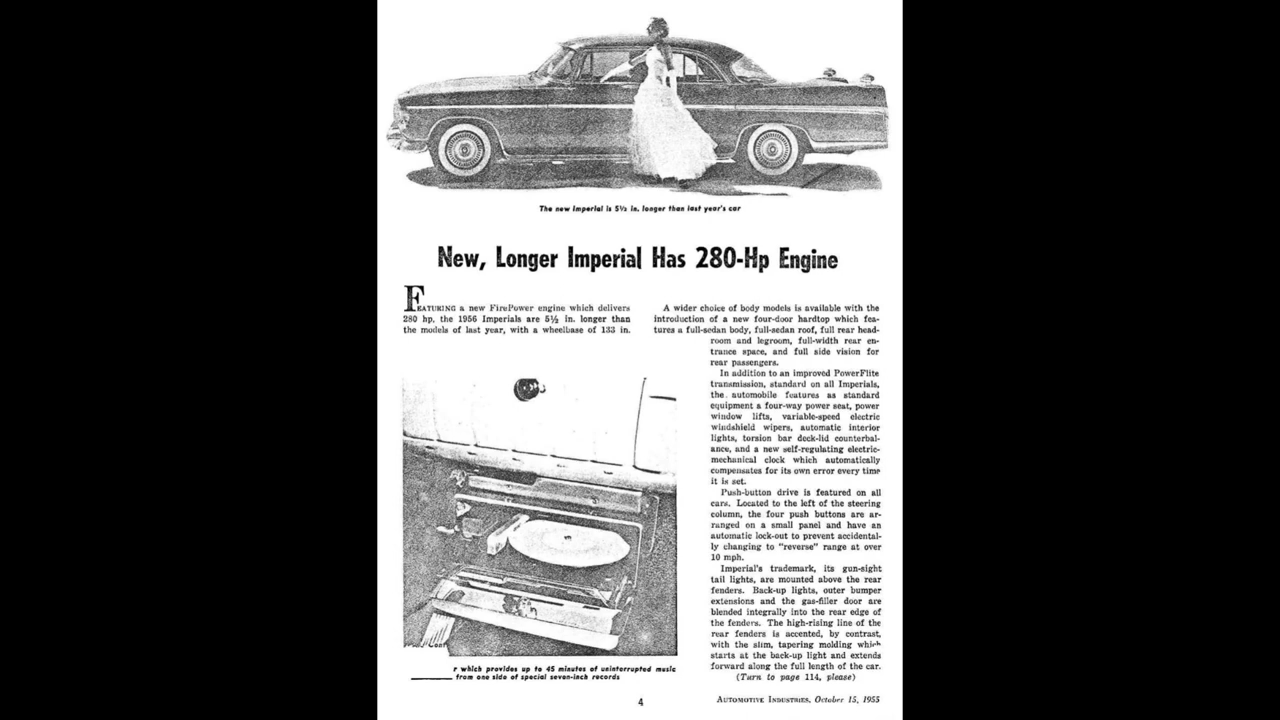 The new Imperial is 5½ in. longer than last year's car
New, Longer Imperial Has 280-Hp Engine
FEATURING a new FirePower engine which delivers
280 hp, the 1956 Imperials are 5½ in. longer than
the models of last year, with a wheelbase of 133 in.
r which provides up to 45 minutes of uninterrupted music
from one side of special seven-inch records
A wider choice of body models is available with the
introduction of a new four-door hardtop which fea-
tures a full-sedan body, full-sedan roof, full rear head-
room and legroom, full-width rear en-
trance space, and full side vision for
rear passengers.
In addition to an improved PowerFlite
transmission, standard on all Imperials,
the automobile features as standard
equipment a four-way power seat, power
window lifts, variable-speed electric
windshield wipers, automatic interior
lights, torsion bar deck-lid counterbal-
ance, and a new self-regulating electric-
mechanical clock which automatically
compensates for its own error every time
it is set.
Push-button drive is featured on all
cars. Located to the left of the steering
column, the four push buttons are ar-
ranged on a small panel and have an
automatic lock-out to prevent accidental-
ly changing to "reverse" range at over
10 mph.
Imperial's trademark, its gun-sight
tail lights, are mounted above the rear
fenders. Back-up lights, outer bumper
extensions and the gas-filler door are
blended integrally into the rear edge of
the fenders. The high-rising line of the
rear fenders is accented, by contrast,
with the slim, tapering molding which
starts at the back-up light and extends
forward along the full length of the car.
(Turn to page 114, please)
4
AUTOMOTIVE INDUSTRIES, October 15, 1955